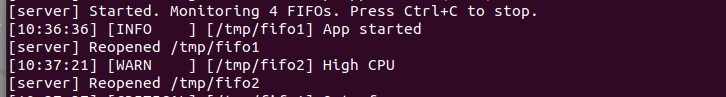 [server] Started. Monitoring 4 FIFOs. Press Ctrl+C to stop.
[10:36:36] [INFO    ] [/tmp/fifo1] App started
[server] Reopened /tmp/fifo1
[10:37:21] [WARN    ] [/tmp/fifo2] High CPU
[server] Reopened /tmp/fifo2